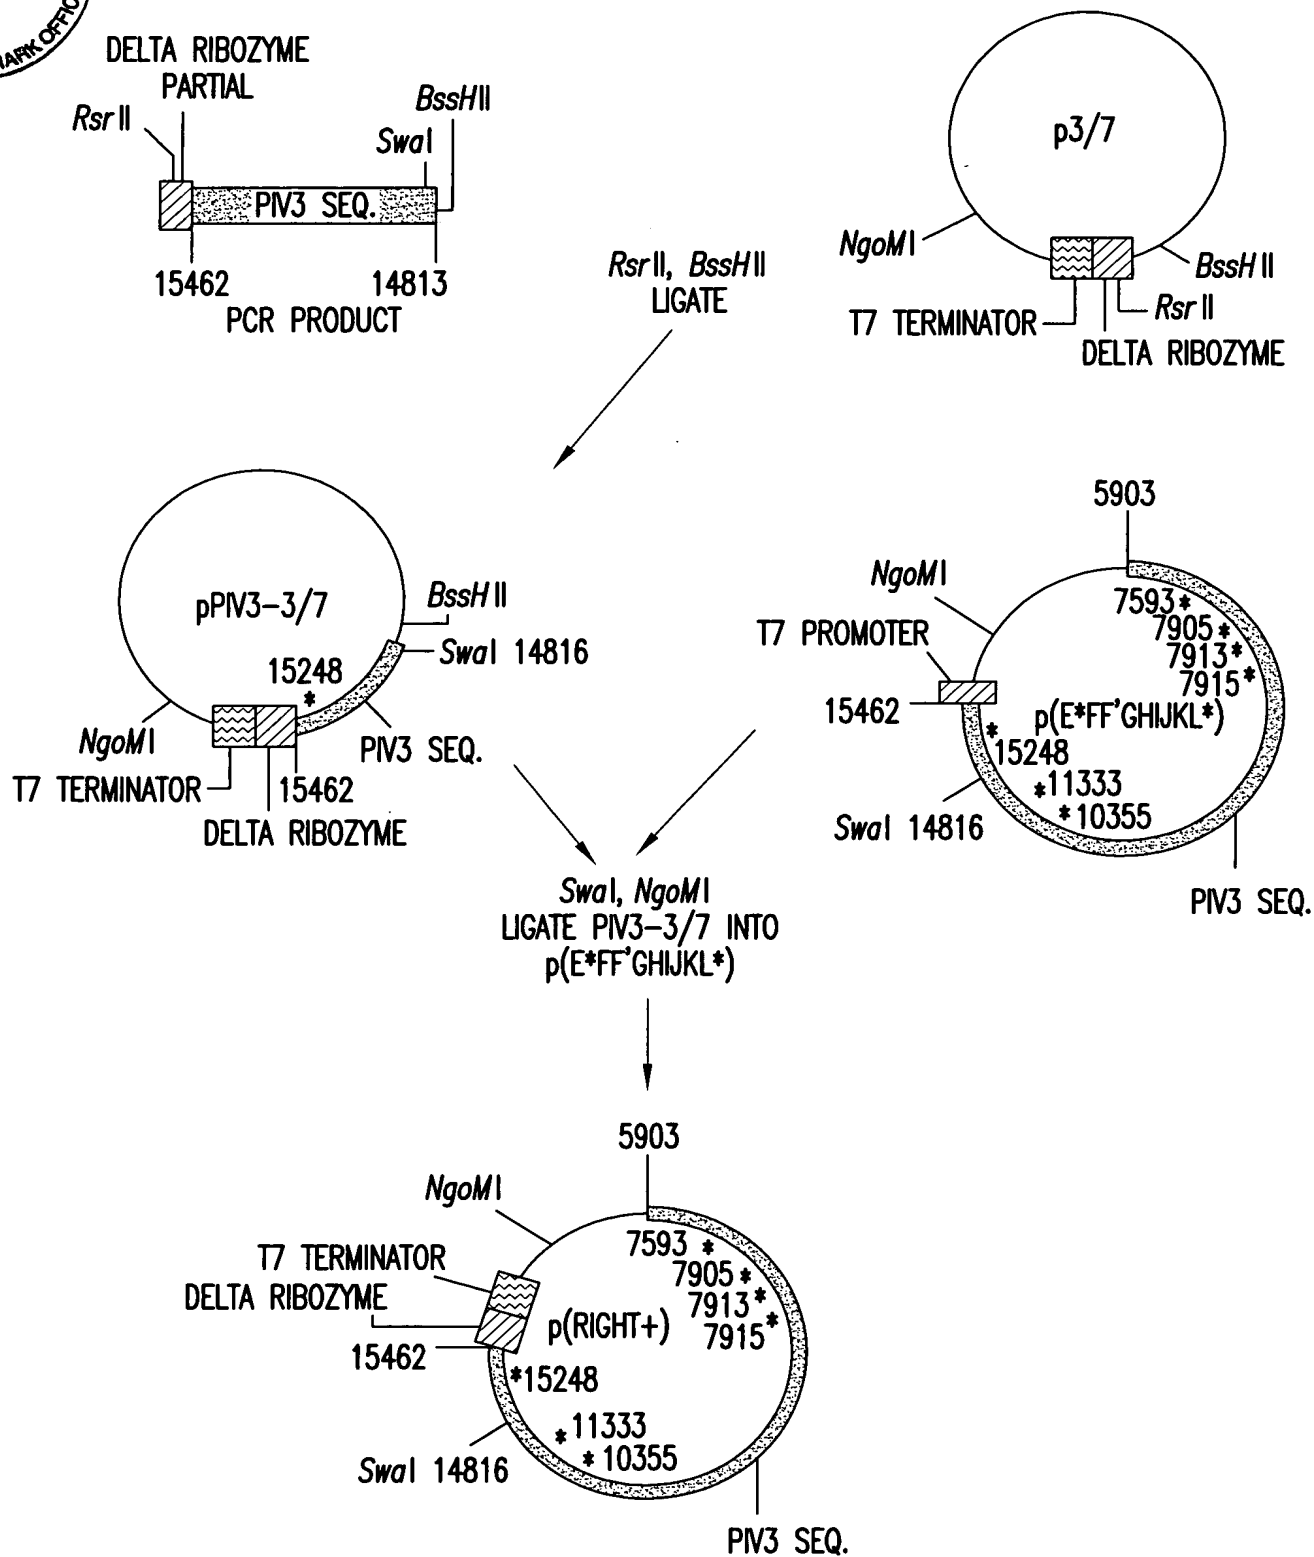 MARK OFFIC
DELTA RIBOZYME
PARTIAL
RsrII
BssHII
SwaI
PIV3 SEQ.
15462
14813
PCR PRODUCT
p3/7
NgoMI
BssHII
RsrII
T7 TERMINATOR
DELTA RIBOZYME
RsrII, BssHII
LIGATE
pPIV3-3/7
BssHII
SwaI 14816
15248
*
NgoMI
PIV3 SEQ.
T7 TERMINATOR
15462
DELTA RIBOZYME
5903
NgoMI
7593*
7905*
7913*
7915*
T7 PROMOTER
15462
p(E*FF'GHIJKL*)
*15248
*11333
*10355
SwaI 14816
PIV3 SEQ.
SwaI, NgoMI
LIGATE PIV3-3/7 INTO
p(E*FF'GHIJKL*)
5903
NgoMI
7593 *
7905*
7913*
7915*
T7 TERMINATOR
DELTA RIBOZYME
p(RIGHT+)
15462
*15248
*11333
*10355
SwaI 14816
PIV3 SEQ.